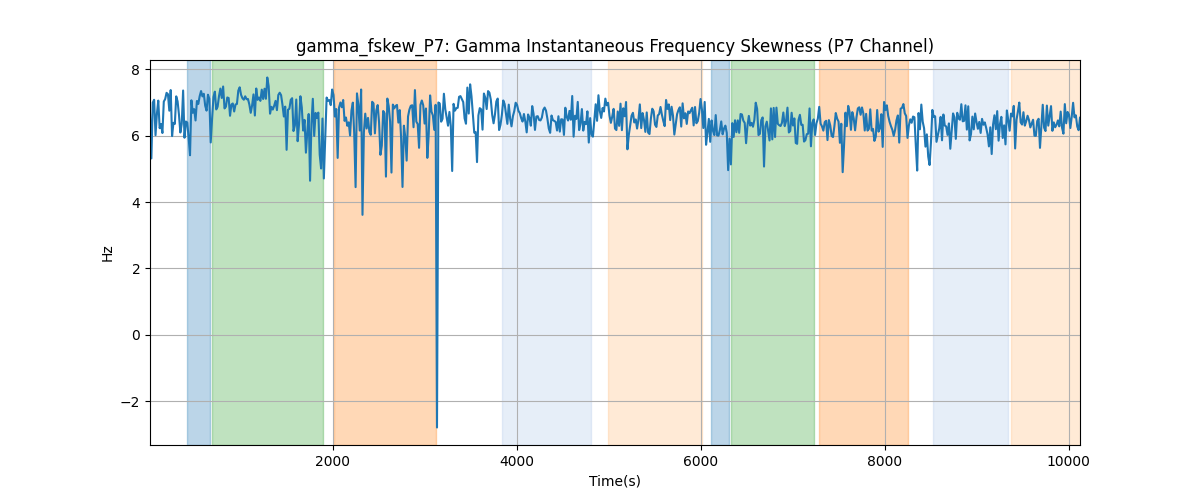 gamma_fskew_P7: Gamma Instantaneous Frequency Skewness (P7 Channel)
8
6
4
2
0
−2
Hz
2000 4000 6000 8000 10000
Time(s)